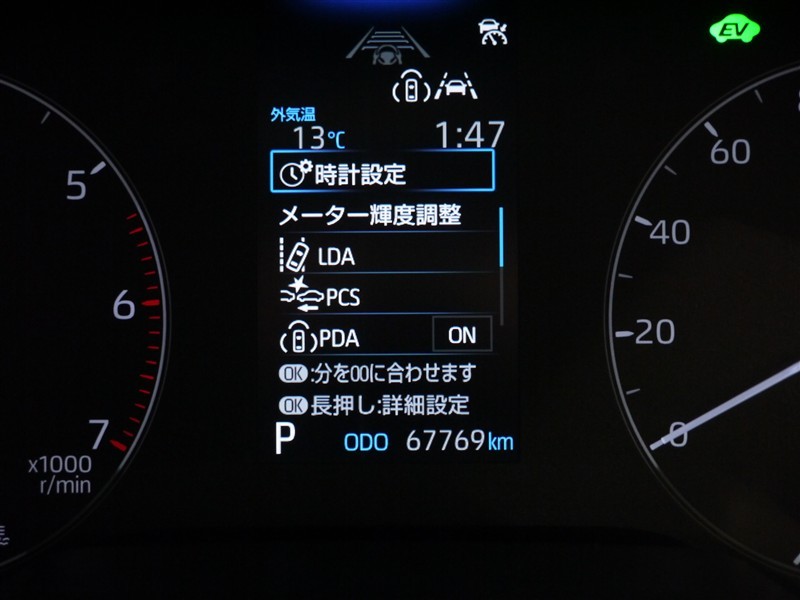 EV
外気温
13℃ 1:47
時計設定
メーター輝度調整
LDA
PCS
PDA ON
OK:分を00に合わせます
OK長押し:詳細設定
P ODO 67769km
5
6
7
x1000
r/min
60
40
20
0